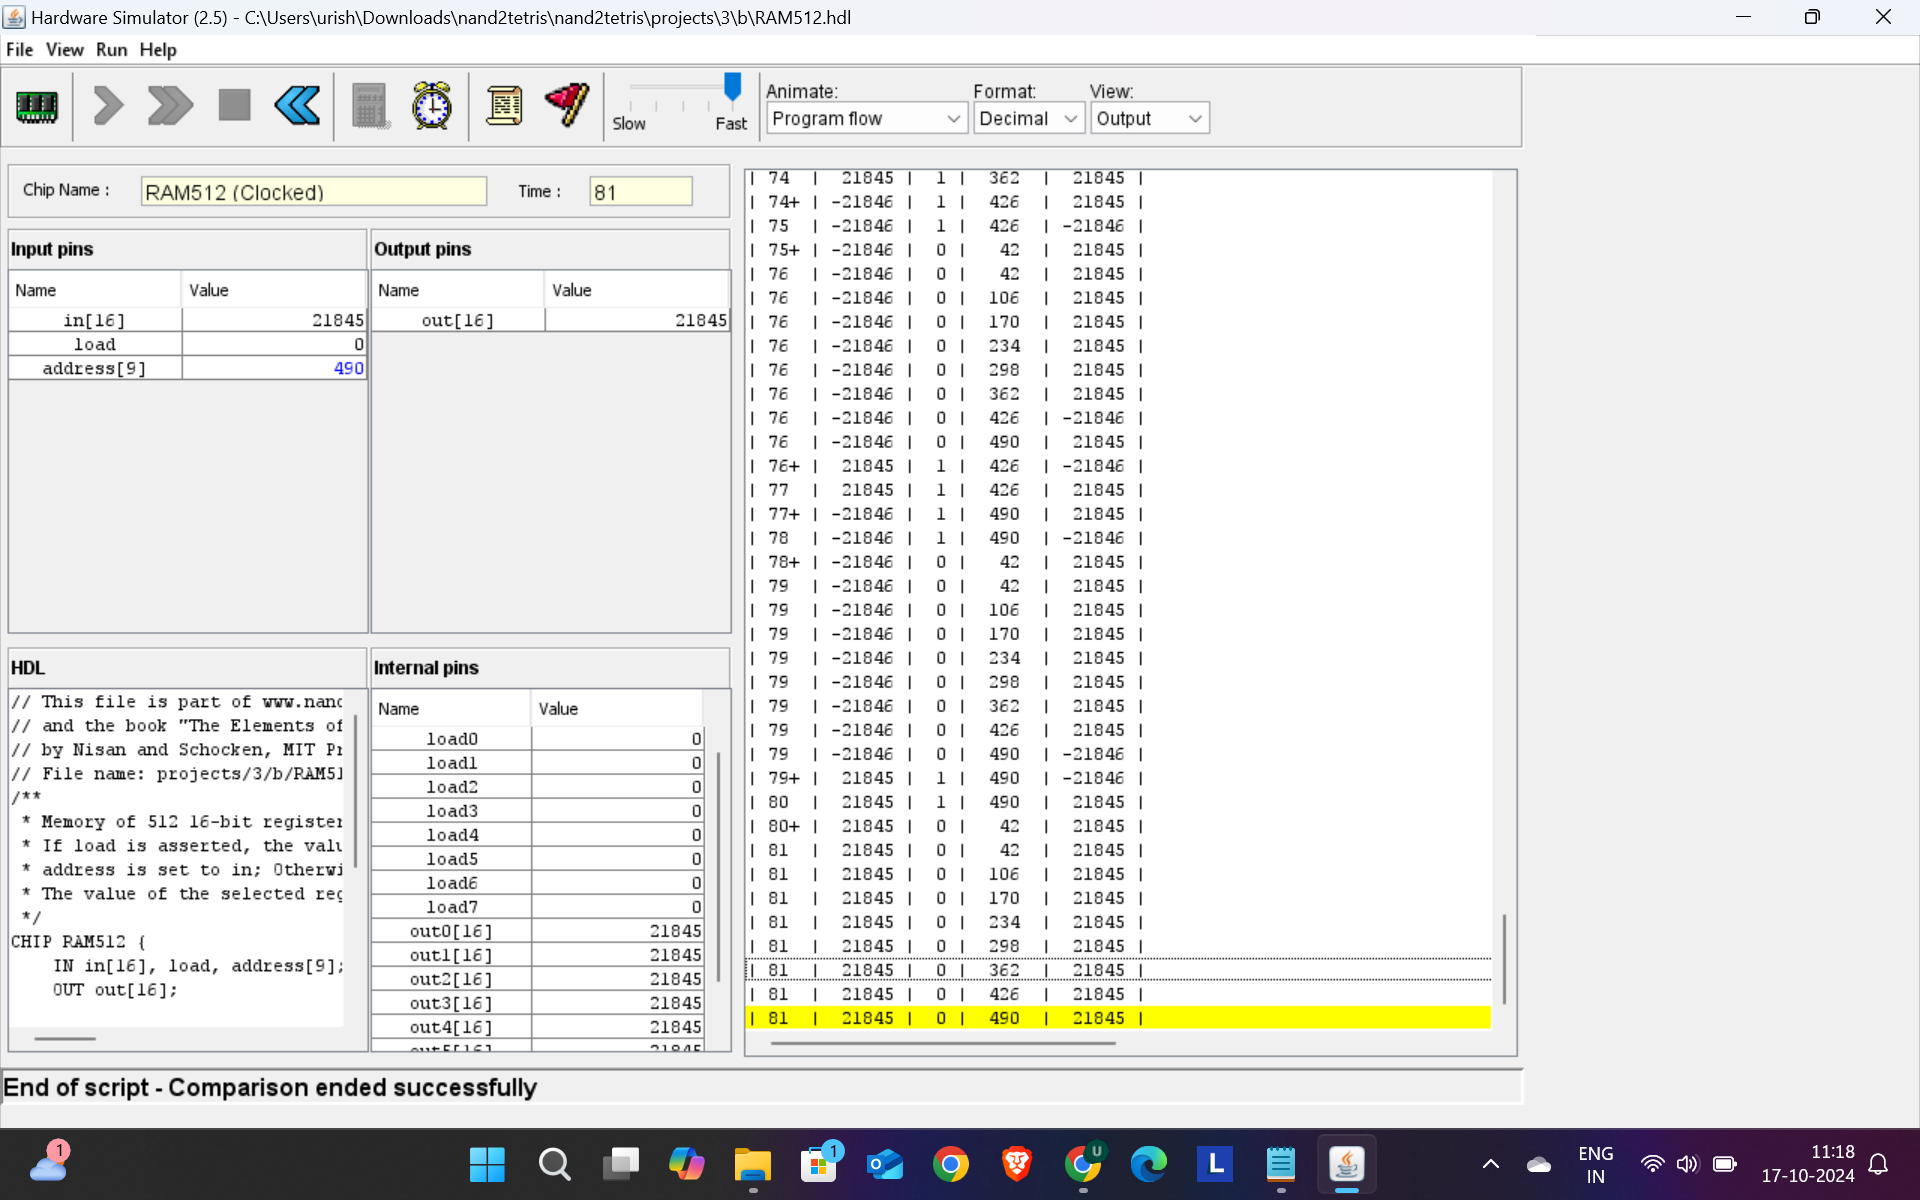 Hardware Simulator (2.5) - C:\Users\urish\Downloads\nand2tetris\nand2tetris\projects\3\b\RAM512.hdl
File View Run Help
Slow Fast
Animate: Format: View:
Program flow Decimal Output
Chip Name : RAM512 (Clocked) Time : 81
Input pins
Name Value
in[16] 21845
load 0
address[9] 490
Output pins
Name Value
out[16] 21845
HDL
// This file is part of www.nanc
// and the book "The Elements of
// by Nisan and Schocken, MIT Pr
// File name: projects/3/b/RAM51
/**
* Memory of 512 16-bit register
* If load is asserted, the valu
* address is set to in; Otherwi
* The value of the selected reg
*/
CHIP RAM512 {
IN in[16], load, address[9];
OUT out[16];
Internal pins
Name Value
load0 0
load1 0
load2 0
load3 0
load4 0
load5 0
load6 0
load7 0
out0[16] 21845
out1[16] 21845
out2[16] 21845
out3[16] 21845
out4[16] 21845
out5[16] 21845
| 74 | 21845 | 1 | 362 | 21845 |
| 74+ | -21846 | 1 | 426 | 21845 |
| 75 | -21846 | 1 | 426 | -21846 |
| 75+ | -21846 | 0 | 42 | 21845 |
| 76 | -21846 | 0 | 42 | 21845 |
| 76 | -21846 | 0 | 106 | 21845 |
| 76 | -21846 | 0 | 170 | 21845 |
| 76 | -21846 | 0 | 234 | 21845 |
| 76 | -21846 | 0 | 298 | 21845 |
| 76 | -21846 | 0 | 362 | 21845 |
| 76 | -21846 | 0 | 426 | -21846 |
| 76 | -21846 | 0 | 490 | 21845 |
| 76+ | 21845 | 1 | 426 | -21846 |
| 77 | 21845 | 1 | 426 | 21845 |
| 77+ | -21846 | 1 | 490 | 21845 |
| 78 | -21846 | 1 | 490 | -21846 |
| 78+ | -21846 | 0 | 42 | 21845 |
| 79 | -21846 | 0 | 42 | 21845 |
| 79 | -21846 | 0 | 106 | 21845 |
| 79 | -21846 | 0 | 170 | 21845 |
| 79 | -21846 | 0 | 234 | 21845 |
| 79 | -21846 | 0 | 298 | 21845 |
| 79 | -21846 | 0 | 362 | 21845 |
| 79 | -21846 | 0 | 426 | 21845 |
| 79 | -21846 | 0 | 490 | -21846 |
| 79+ | 21845 | 1 | 490 | -21846 |
| 80 | 21845 | 1 | 490 | 21845 |
| 80+ | 21845 | 0 | 42 | 21845 |
| 81 | 21845 | 0 | 42 | 21845 |
| 81 | 21845 | 0 | 106 | 21845 |
| 81 | 21845 | 0 | 170 | 21845 |
| 81 | 21845 | 0 | 234 | 21845 |
| 81 | 21845 | 0 | 298 | 21845 |
| 81 | 21845 | 0 | 362 | 21845 |
| 81 | 21845 | 0 | 426 | 21845 |
| 81 | 21845 | 0 | 490 | 21845 |
End of script - Comparison ended successfully
1 1 U L
ENG
IN
11:18
17-10-2024